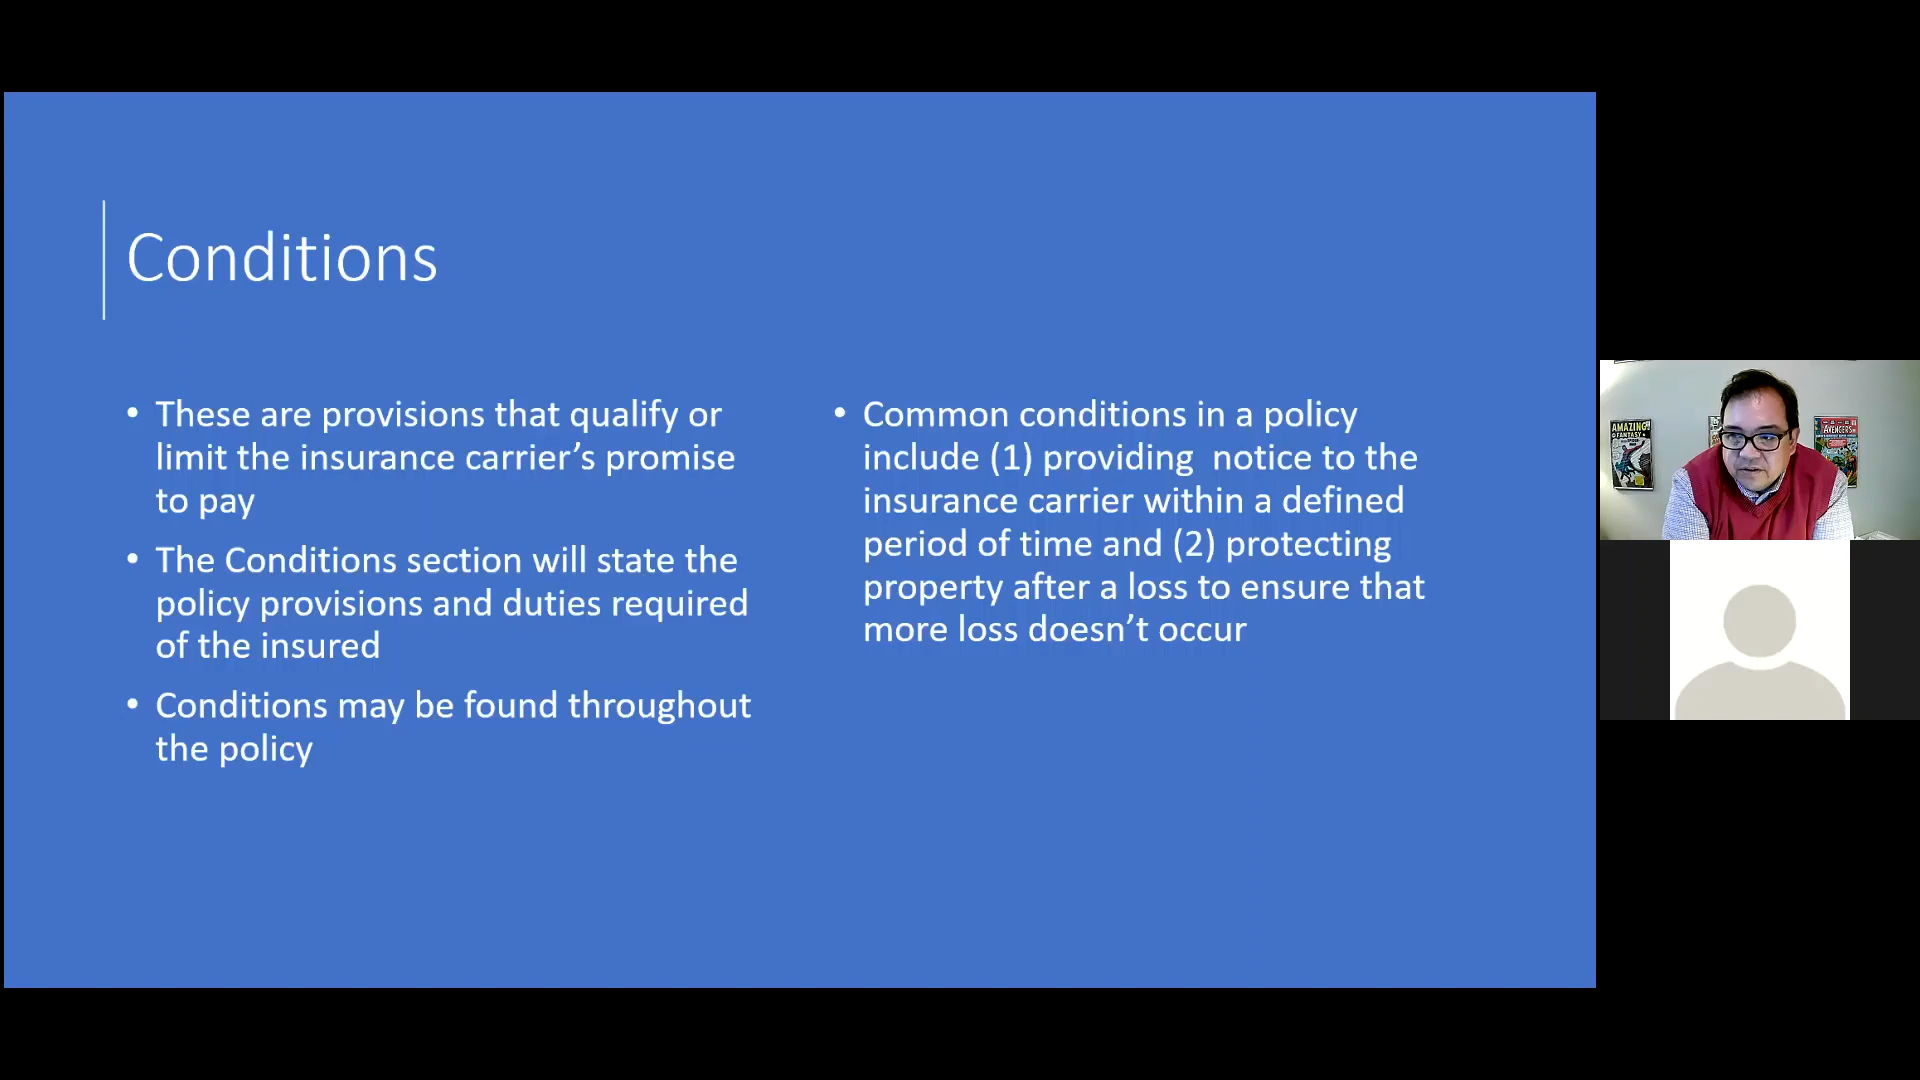 Conditions
• These are provisions that qualify or
limit the insurance carrier’s promise
to pay
• The Conditions section will state the
policy provisions and duties required
of the insured
• Conditions may be found throughout
the policy
• Common conditions in a policy
include (1) providing  notice to the
insurance carrier within a defined
period of time and (2) protecting
property after a loss to ensure that
more loss doesn’t occur
AMAZING
FANTASY
AVENGERS